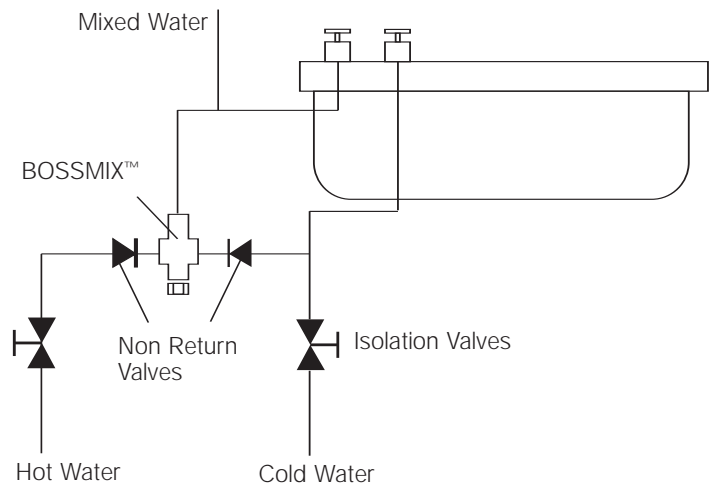 Mixed Water
BOSSMIX™
Non Return
Valves
Isolation Valves
Hot Water
Cold Water